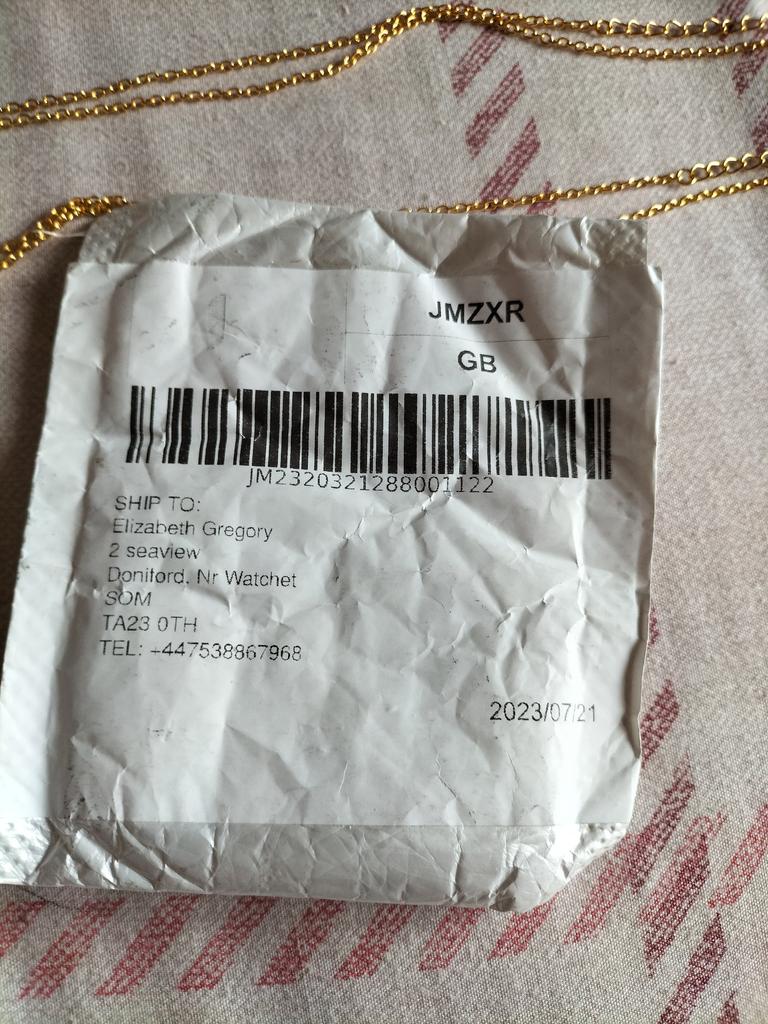 JMZXR
GB
JM2320321288001122
SHIP TO:
Elizabeth Gregory
2 seaview
Doniford, Nr Watchet
SOM
TA23 0TH
TEL: +447538867968
2023/07/21